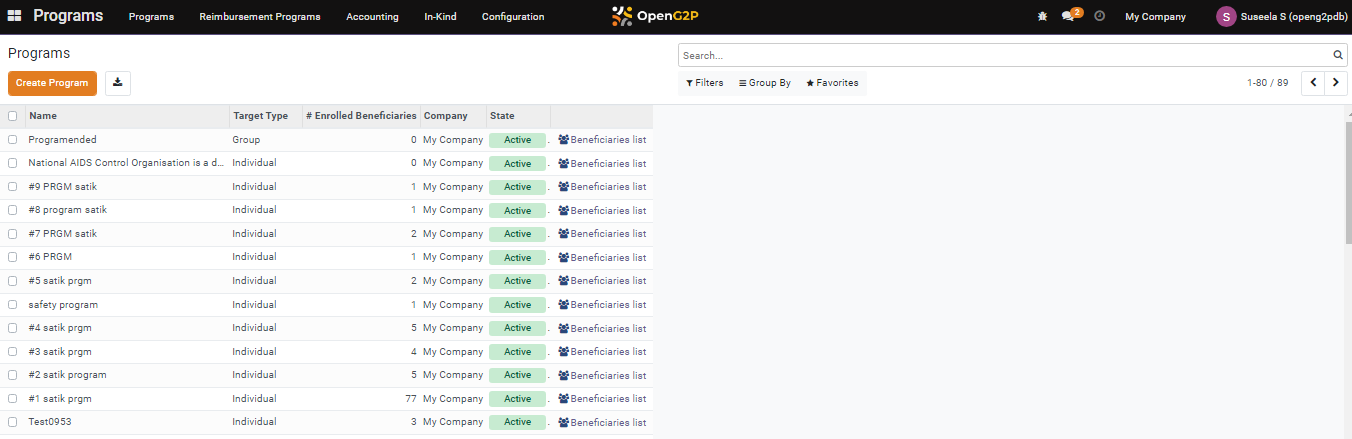 Programs Programs Reimbursement Programs Accounting In-Kind Configuration OpenG2P 2 My Company S Suseela S (openg2pdb)
Programs Search...
Create Program Filters Group By Favorites 1-80 / 89
Name Target Type # Enrolled Beneficiaries Company State
Programended Group 0 My Company Active . Beneficiaries list
National AIDS Control Organisation is a d... Individual 0 My Company Active . Beneficiaries list
#9 PRGM satik Individual 1 My Company Active . Beneficiaries list
#8 program satik Individual 1 My Company Active . Beneficiaries list
#7 PRGM satik Individual 2 My Company Active . Beneficiaries list
#6 PRGM Individual 1 My Company Active . Beneficiaries list
#5 satik prgm Individual 2 My Company Active . Beneficiaries list
safety program Individual 1 My Company Active . Beneficiaries list
#4 satik prgm Individual 5 My Company Active . Beneficiaries list
#3 satik prgm Individual 4 My Company Active . Beneficiaries list
#2 satik program Individual 5 My Company Active . Beneficiaries list
#1 satik prgm Individual 77 My Company Active . Beneficiaries list
Test0953 Individual 3 My Company Active . Beneficiaries list